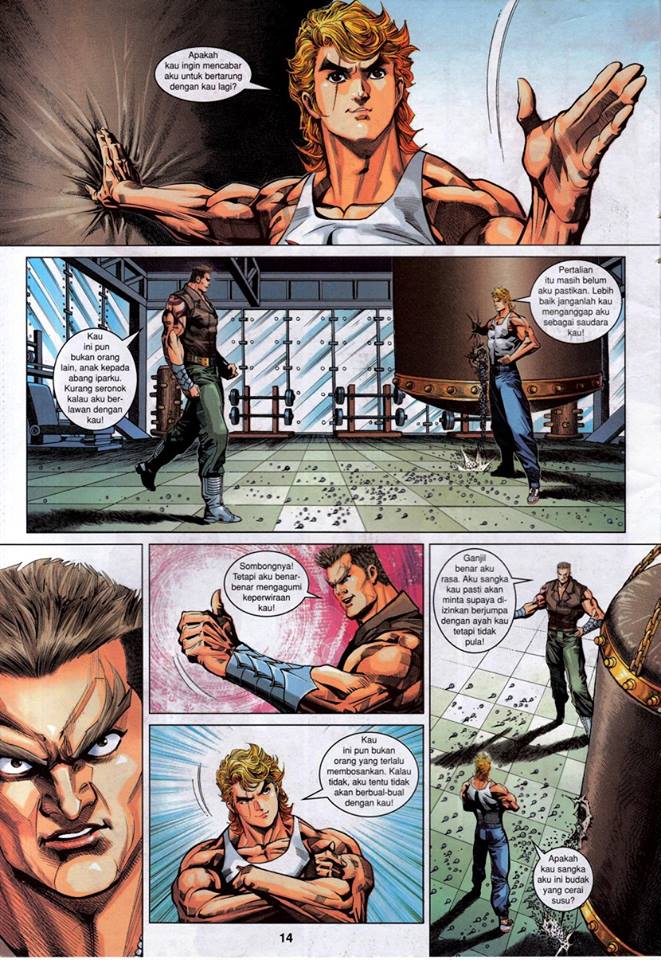 Apakah
kau ingin mencabar
aku untuk bertarung
dengan kau lagi?
Kau
ini pun
bukan orang
lain, anak kepada
abang iparku.
Kurang seronok
kalau aku ber-
lawan dengan
kau!
Pertalian
itu masih belum
aku pastikan. Lebih
baik janganlah kau
menganggap aku
sebagai saudara
kau!
Sombongnya!
Tetapi aku benar-
benar mengagumi
keperwiraan
kau!
Kau
ini pun bukan
orang yang terlalu
membosankan. Kalau
tidak, aku tentu tidak
akan berbual-bual
dengan kau!
Ganjil
benar aku
rasa. Aku sangka
kau pasti akan
minta supaya di-
izinkan berjumpa
dengan ayah kau
tetapi tidak
pula!
Apakah
kau sangka
aku ini budak
yang cerai
susu?
14